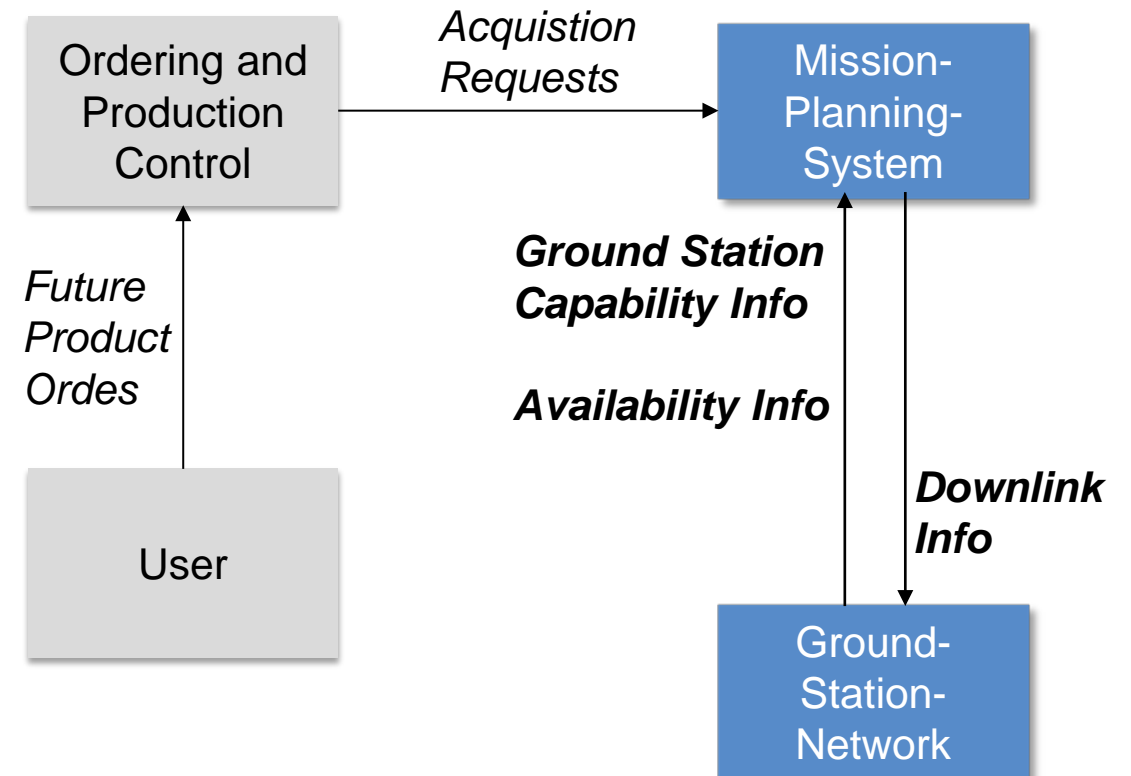 Ordering and
Production
Control
Acquistion
Requests
Mission-
Planning-
System
Future
Product
Ordes
Ground Station
Capability Info
Availability Info
Downlink
Info
User
Ground-
Station-
Network